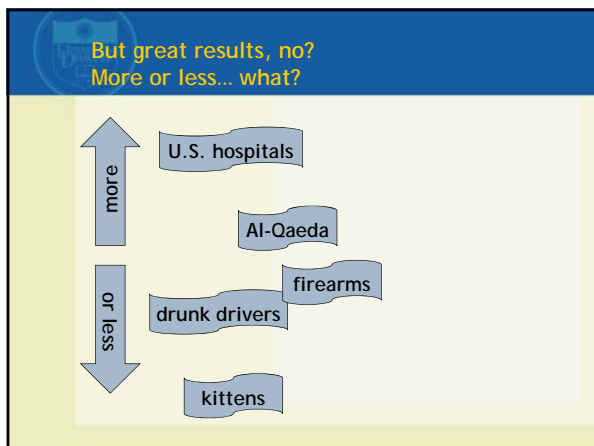 But great results, no?
More or less... what?
more
U.S. hospitals
Al-Qaeda
firearms
or less
drunk drivers
kittens